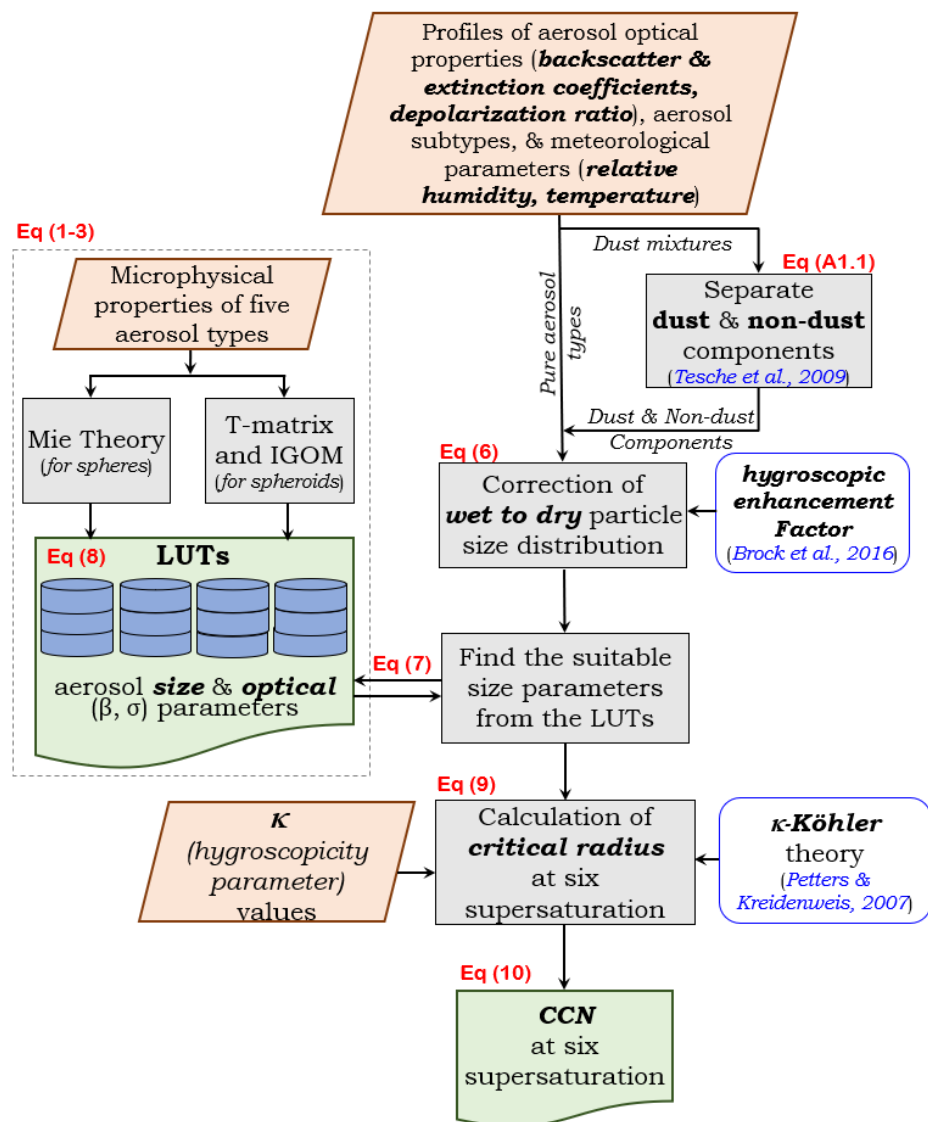 Profiles of aerosol optical
properties (backscatter &
extinction coefficients,
depolarization ratio), aerosol
subtypes, & meteorological
parameters (relative
humidity, temperature)
Eq (1-3)
Microphysical
properties of five
aerosol types
Mie Theory
(for spheres)
T-matrix
and IGOM
(for spheroids)
Eq (8)
LUTs
aerosol size & optical
(β, σ) parameters
Dust mixtures
Pure aerosol
types
Eq (A1.1)
Separate
dust & non-dust
components
(Tesche et al., 2009)
Dust & Non-dust
Components
Eq (6)
Correction of
wet to dry particle
size distribution
hygroscopic
enhancement
Factor
(Brock et al., 2016)
Eq (7)
Find the suitable
size parameters
from the LUTs
Eq (9)
Calculation of
critical radius
at six
supersaturation
κ
(hygroscopicity
parameter)
values
κ-Köhler
theory
(Petters &
Kreidenweis, 2007)
Eq (10)
CCN
at six
supersaturation